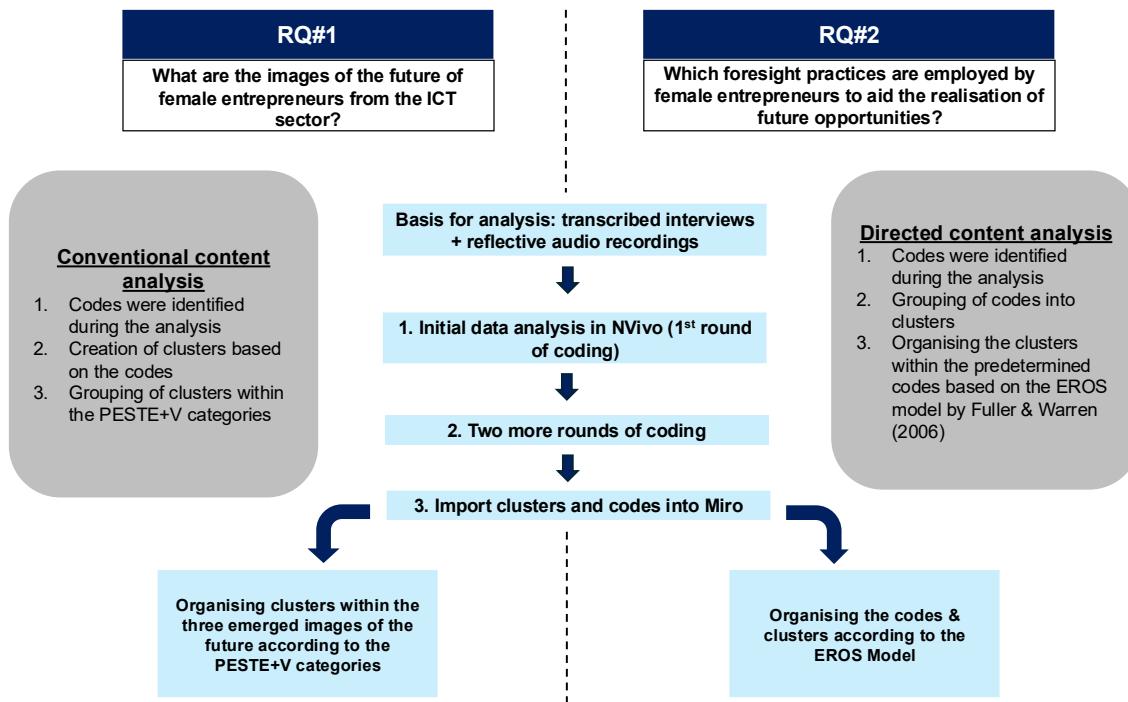 RQ#1
What are the images of the future of
female entrepreneurs from the ICT
sector?
RQ#2
Which foresight practices are employed by
female entrepreneurs to aid the realisation of
future opportunities?
Conventional content
analysis
1. Codes were identified
during the analysis
2. Creation of clusters based
on the codes
3. Grouping of clusters within
the PESTE+V categories
Basis for analysis: transcribed interviews
+ reflective audio recordings
1. Initial data analysis in NVivo (1st round
of coding)
2. Two more rounds of coding
3. Import clusters and codes into Miro
Directed content analysis
1. Codes were identified
during the analysis
2. Grouping of codes into
clusters
3. Organising the clusters
within the predetermined
codes based on the EROS
model by Fuller & Warren
(2006)
Organising clusters within the
three emerged images of the
future according to the
PESTE+V categories
Organising the codes &
clusters according to the
EROS Model